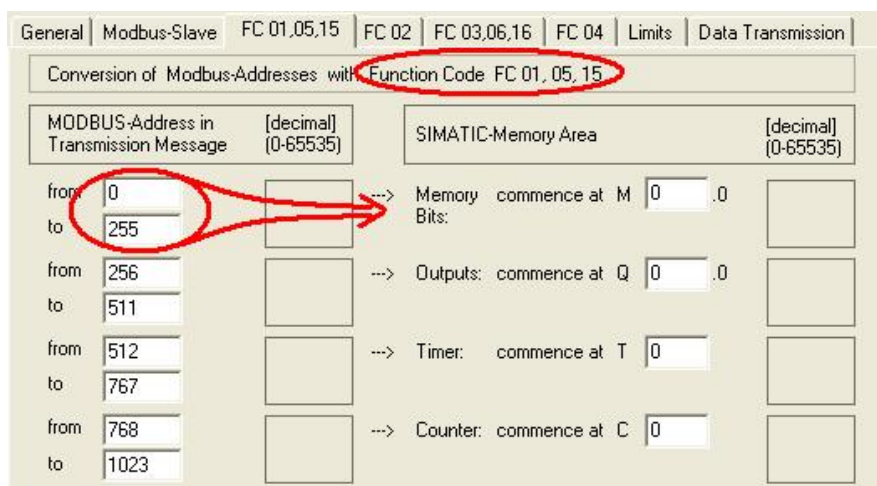 General Modbus-Slave FC 01,05,15 FC 02 FC 03,06,16 FC 04 Limits Data Transmission
Conversion of Modbus-Addresses with Function Code FC 01, 05, 15
MODBUS-Address in [decimal] SIMATIC-Memory Area [decimal]
Transmission Message (0-65535) (0-65535)
from 0 ---> Memory commence at M 0 .0
Bits:
to 255
from 256 ---> Outputs: commence at Q 0 .0
to 511
from 512 ---> Timer: commence at T 0
to 767
from 768 ---> Counter: commence at C 0
to 1023